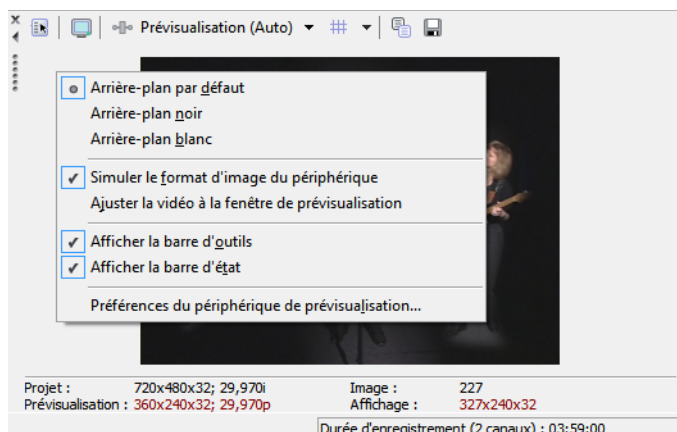 Prévisualisation (Auto)
Arrière-plan par défaut
Arrière-plan noir
Arrière-plan blanc
Simuler le format d'image du périphérique
Ajuster la vidéo à la fenêtre de prévisualisation
Afficher la barre d'outils
Afficher la barre d'état
Préférences du périphérique de prévisualisation...
Projet : 720x480x32; 29,970i Image : 227
Prévisualisation : 360x240x32; 29,970p Affichage : 327x240x32
Durée d'enregistrement (2 canaux) : 03:59:00